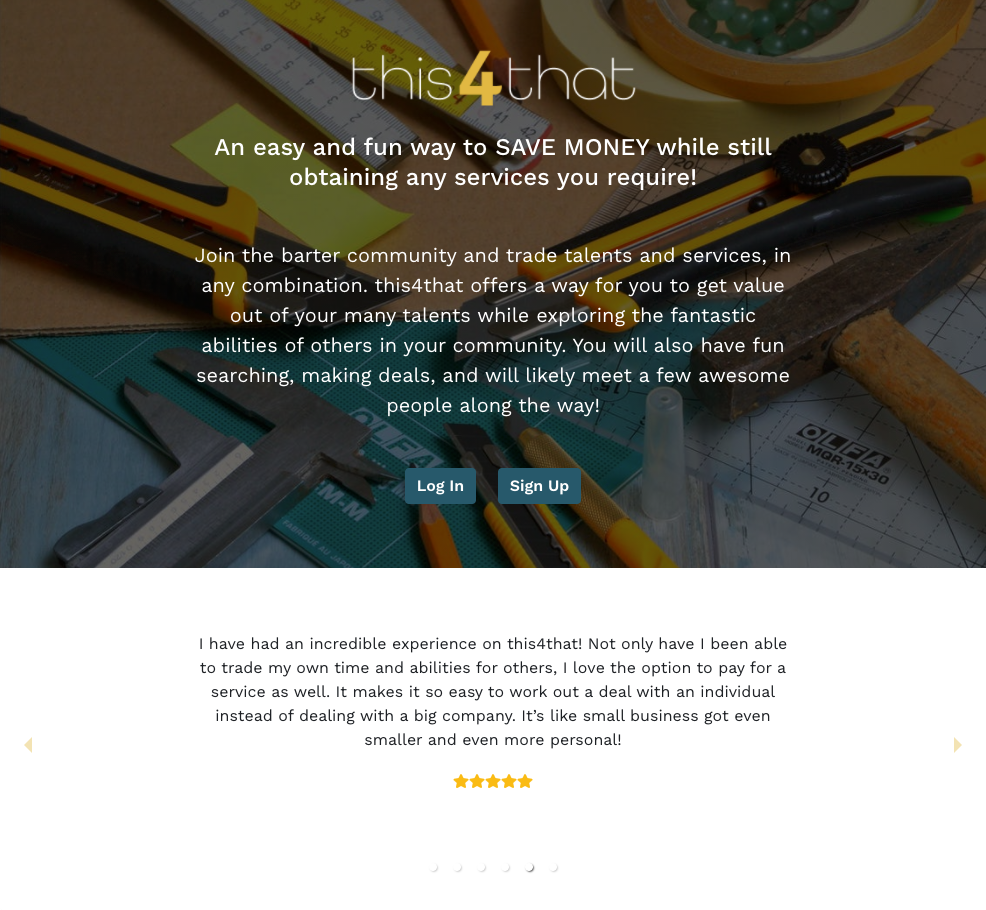 this4that
An easy and fun way to SAVE MONEY while still
obtaining any services you require!
Join the barter community and trade talents and services, in
any combination. this4that offers a way for you to get value
out of your many talents while exploring the fantastic
abilities of others in your community. You will also have fun
searching, making deals, and will likely meet a few awesome
people along the way!
OLFA
MGR-15x30
10
Log In
Sign Up
I have had an incredible experience on this4that! Not only have I been able
to trade my own time and abilities for others, I love the option to pay for a
service as well. It makes it so easy to work out a deal with an individual
instead of dealing with a big company. It’s like small business got even
smaller and even more personal!